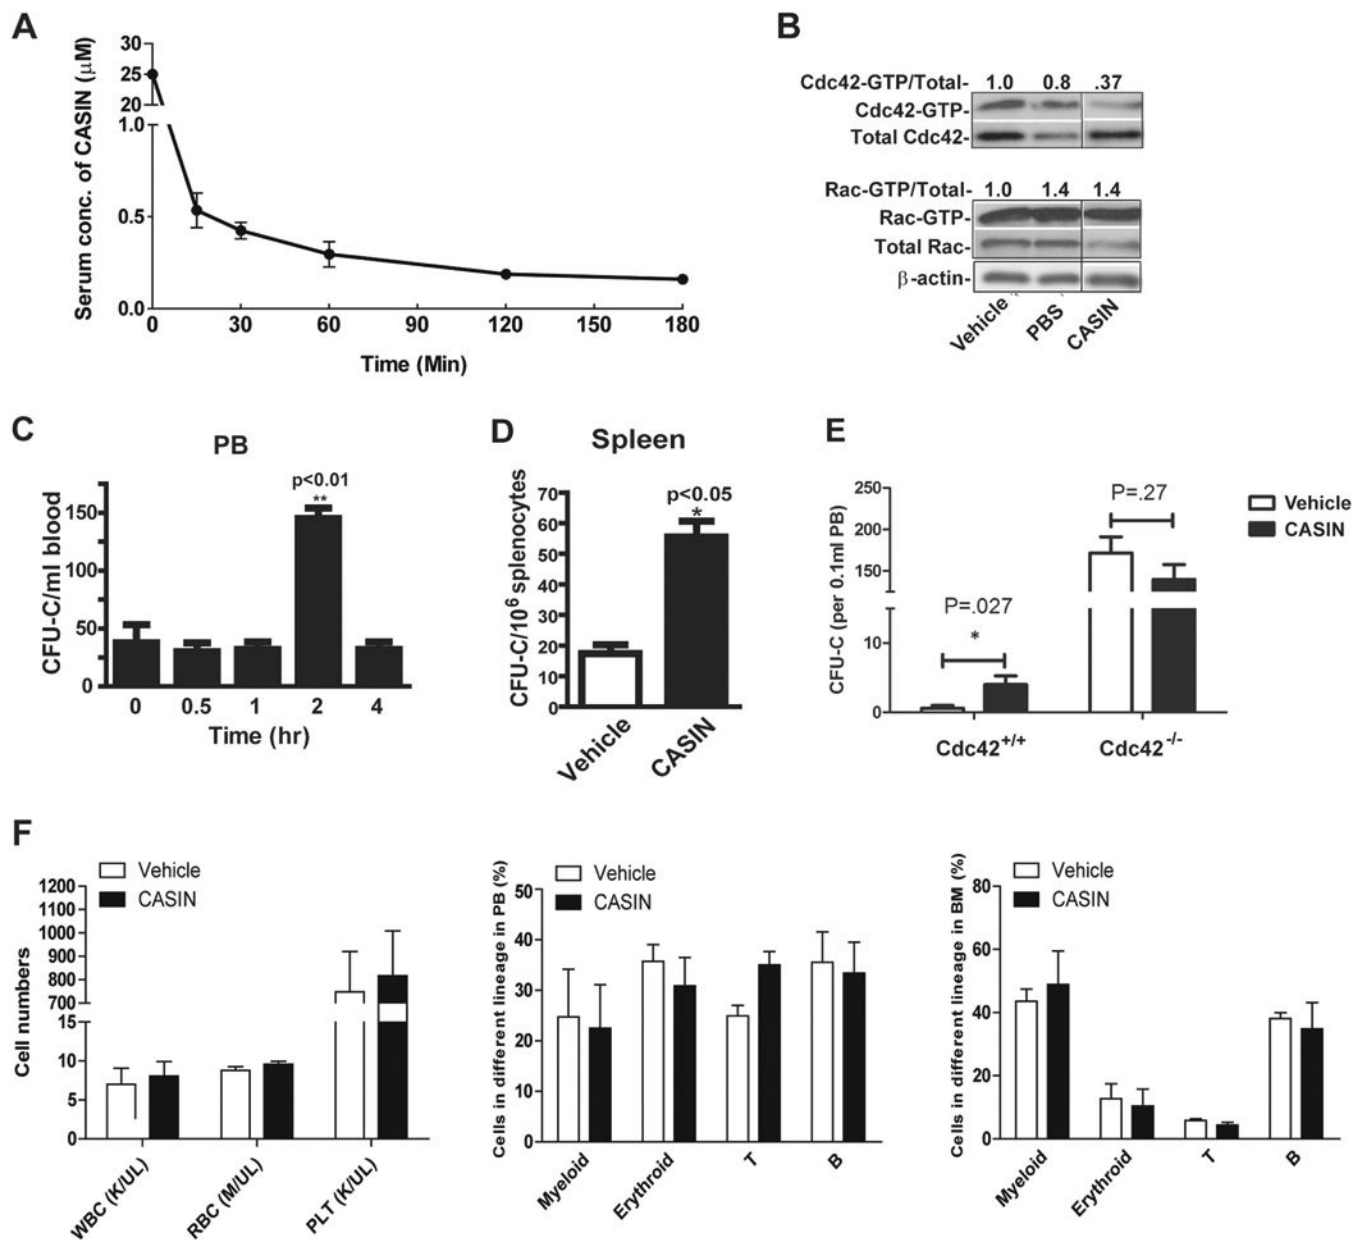 A
Serum conc. of CASIN (μM)
30
25
20
1.0
0.5
0.0
0 30 60 90 120 150 180
Time (Min)
B
Cdc42-GTP/Total- 1.0 0.8 .37
Cdc42-GTP-
Total Cdc42-
Rac-GTP/Total- 1.0 1.4 1.4
Rac-GTP-
Total Rac-
β-actin-
Vehicle PBS CASIN
C
PB
CFU-C/ml blood
150
100
50
0
p<0.01
**
0 0.5 1 2 4
Time (hr)
D
Spleen
CFU-C/10⁶ splenocytes
70
60
50
40
30
20
10
0
p<0.05
*
Vehicle CASIN
E
CFU-C (per 0.1ml PB)
250
200
150
10
0
P=.027
*
P=.27
Vehicle
CASIN
Cdc42+/+ Cdc42-/-
F
Vehicle
CASIN
Cell numbers
1200
1100
1000
900
800
700
15
10
5
0
WBC (K/UL) RBC (M/UL) PLT (K/UL)
Vehicle
CASIN
Cells in different lineage in PB (%)
50
40
30
20
10
0
Myeloid Erythroid T B
Vehicle
CASIN
Cells in different lineage in BM (%)
80
60
40
20
0
Myeloid Erythroid T B